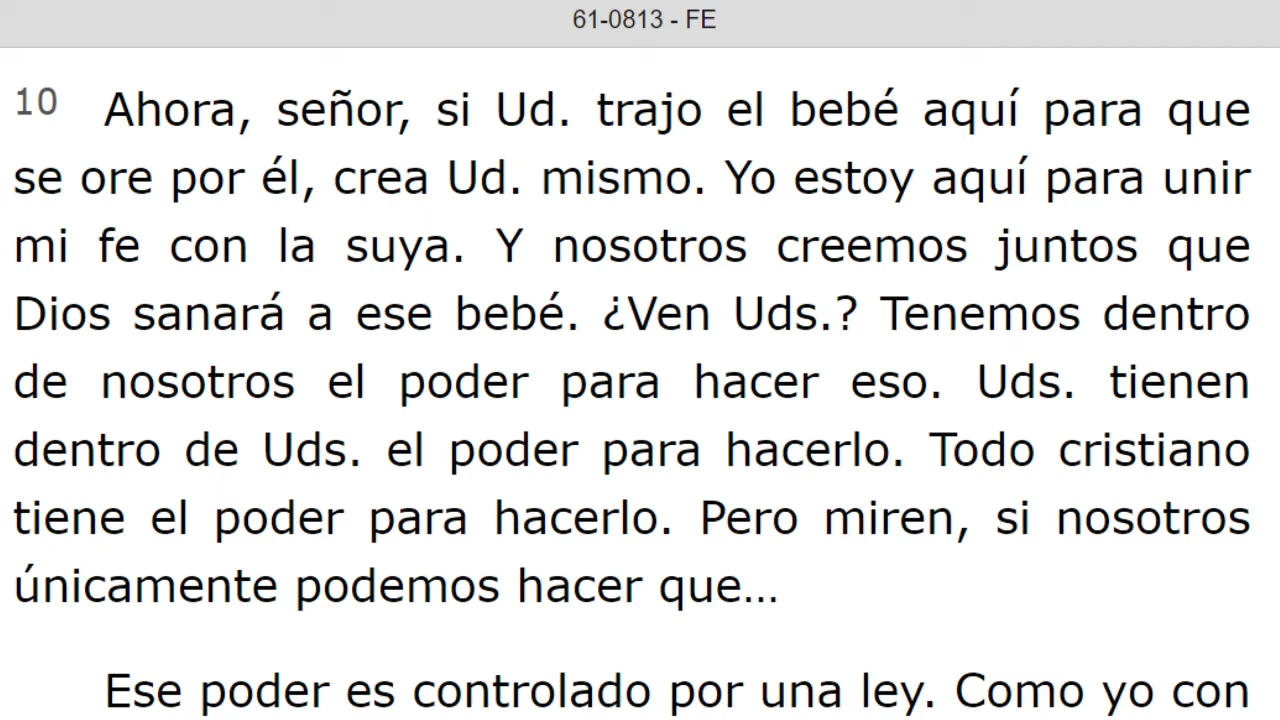 61-0813 - FE
10 Ahora, señor, si Ud. trajo el bebé aquí para que
se ore por él, crea Ud. mismo. Yo estoy aquí para unir
mi fe con la suya. Y nosotros creemos juntos que
Dios sanará a ese bebé. ¿Ven Uds.? Tenemos dentro
de nosotros el poder para hacer eso. Uds. tienen
dentro de Uds. el poder para hacerlo. Todo cristiano
tiene el poder para hacerlo. Pero miren, si nosotros
únicamente podemos hacer que…
Ese poder es controlado por una ley. Como yo con